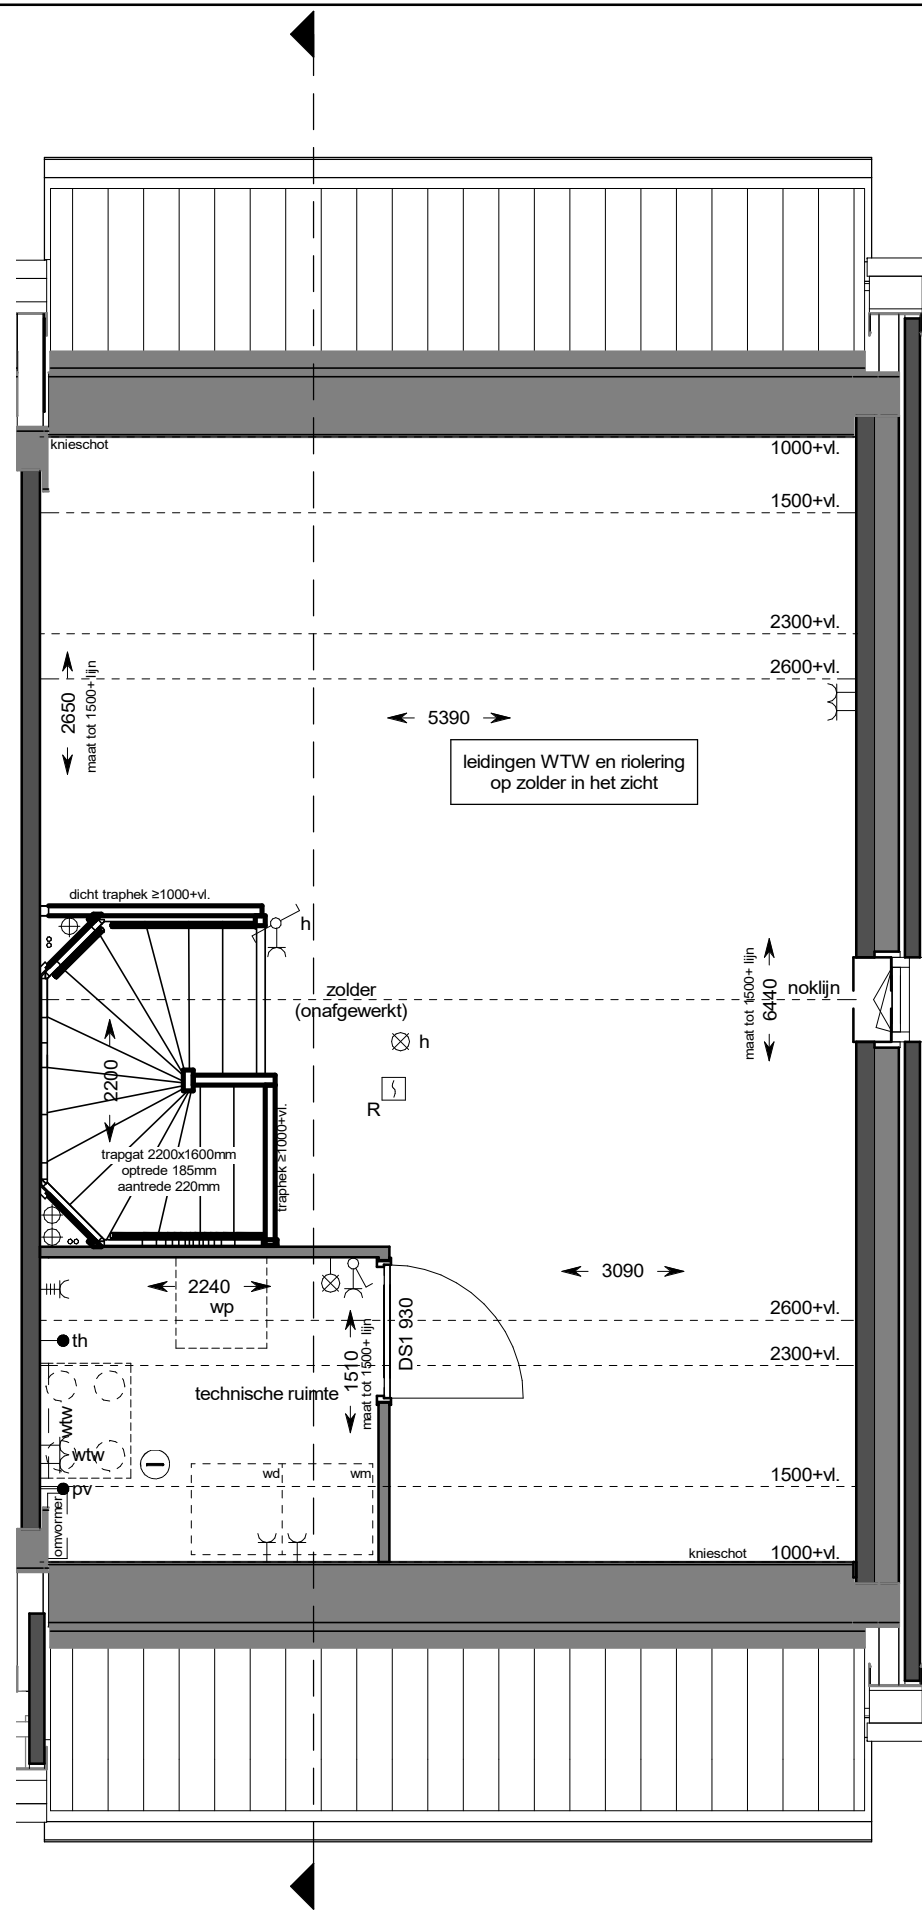 knieschot
1000+vl.
1500+vl.
2300+vl.
2600+vl.
2650
maat tot 1500+ lijn
5390
leidingen WTW en riolering
op zolder in het zicht
dicht traphek ≥1000+vl.
h
zolder
(onafgewerkt)
h
R
maat tot 1500+ lijn
6440
noklijn
2200
trapgat 2200x1600mm
optrede 185mm
aantrede 220mm
traphek ≥1000+vl.
2240
wp
3090
DS1 930
2600+vl.
2300+vl.
th
1510
maat tot 1500+ lijn
technische ruimte
wtw
wtw
wd
wm
1500+vl.
pv
omvormer
knieschot
1000+vl.